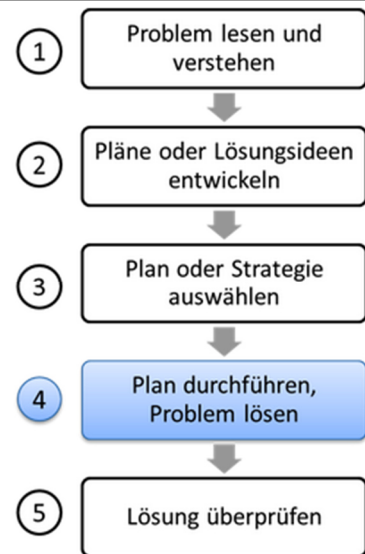 1
Problem lesen und
verstehen
2
Pläne oder Lösungsideen
entwickeln
3
Plan oder Strategie
auswählen
4
Plan durchführen,
Problem lösen
5
Lösung überprüfen